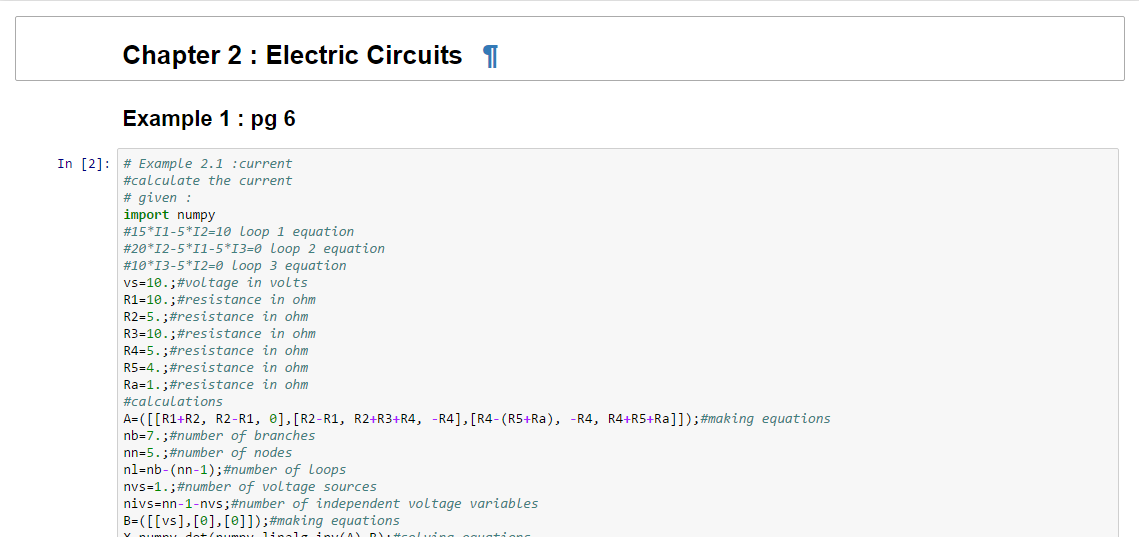 Chapter 2 : Electric Circuits ¶
Example 1 : pg 6
In [2]:
# Example 2.1 :current
#calculate the current
# given :
import numpy
#15*I1-5*I2=10 loop 1 equation
#20*I2-5*I1-5*I3=0 loop 2 equation
#10*I3-5*I2=0 loop 3 equation
vs=10.;#voltage in volts
R1=10.;#resistance in ohm
R2=5.;#resistance in ohm
R3=10.;#resistance in ohm
R4=5.;#resistance in ohm
R5=4.;#resistance in ohm
Ra=1.;#resistance in ohm
#calculations
A=([[R1+R2, R2-R1, 0],[R2-R1, R2+R3+R4, -R4],[R4-(R5+Ra), -R4, R4+R5+Ra]]);#making equations
nb=7.;#number of branches
nn=5.;#number of nodes
nl=nb-(nn-1);#number of loops
nvs=1.;#number of voltage sources
nivs=nn-1-nvs;#number of independent voltage variables
B=([[vs],[0],[0]]);#making equations
X=numpy.dot(numpy.linalg.inv(A),B);#solving equations